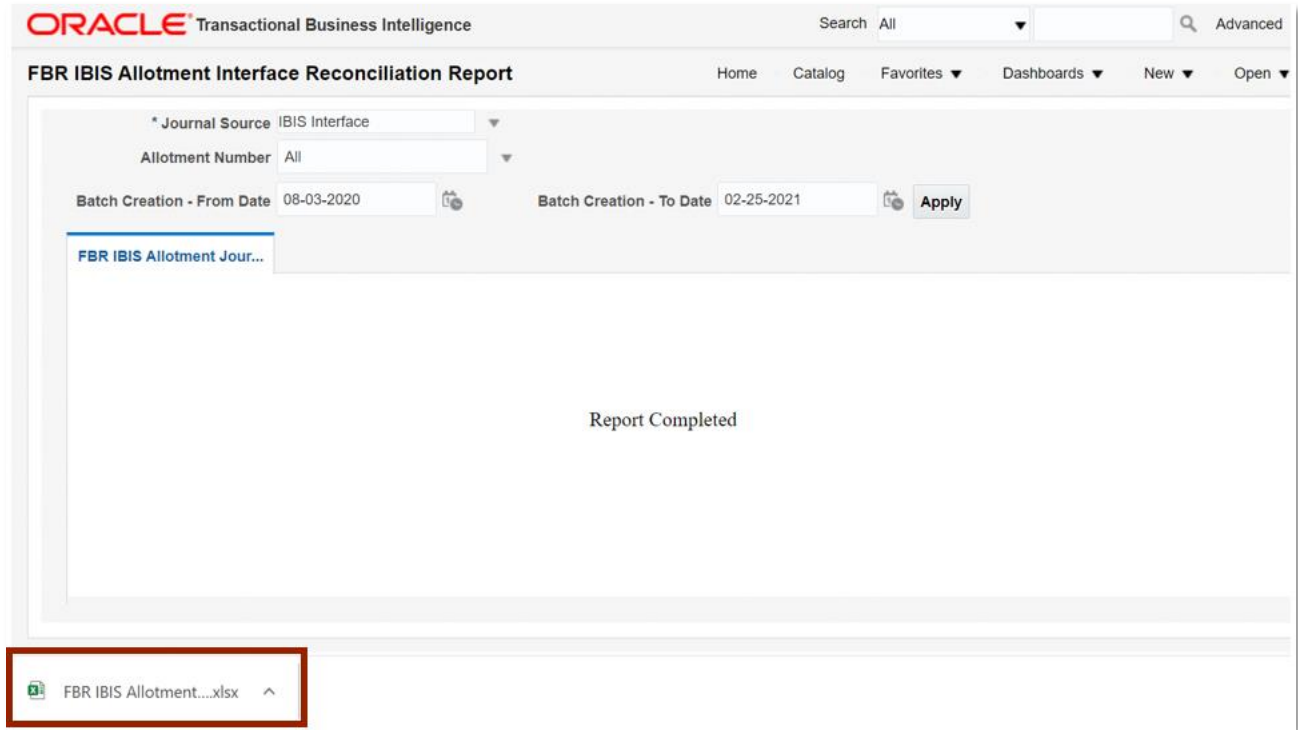 ORACLE Transactional Business Intelligence Search All Advanced
FBR IBIS Allotment Interface Reconciliation Report Home Catalog Favorites Dashboards New Open
* Journal Source IBIS Interface
Allotment Number All
Batch Creation - From Date 08-03-2020 Batch Creation - To Date 02-25-2021 Apply
FBR IBIS Allotment Jour...
Report Completed
FBR IBIS Allotment....xlsx